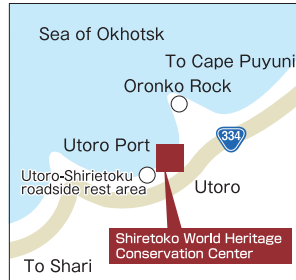 Sea of Okhotsk
To Cape Puyuni
Oronko Rock
334
Utoro Port
Utoro-Shirietoku
roadside rest area
Utoro
Shiretoko World Heritage
Conservation Center
To Shari